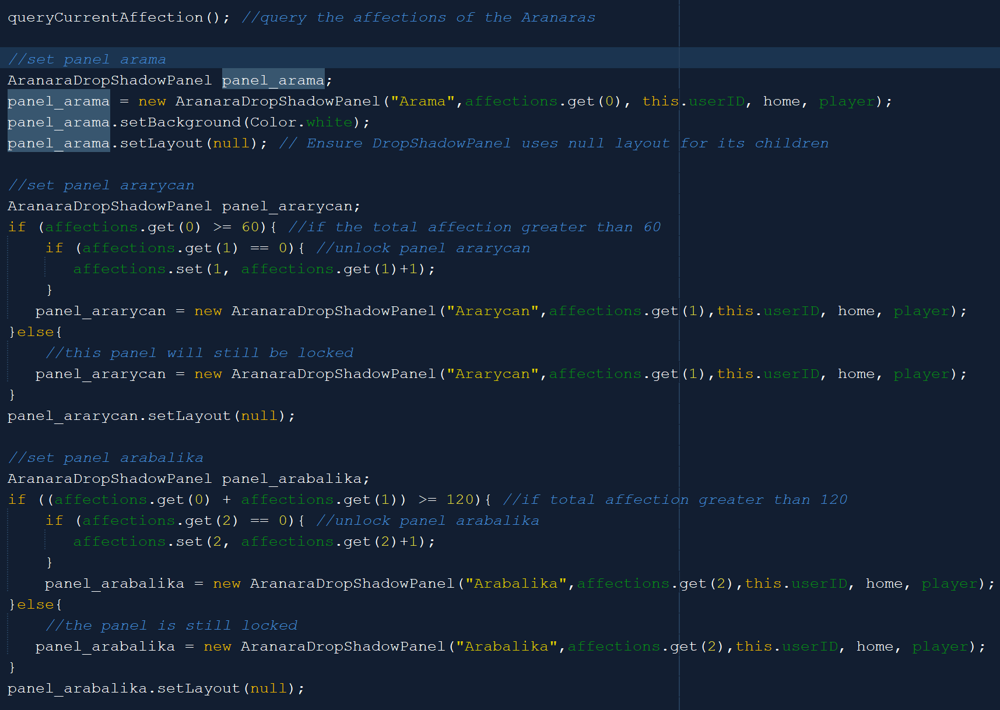 queryCurrentAffection(); //query the affections of the Aranaras
//set panel arama
AranaraDropShadowPanel panel_arama;
panel_arama = new AranaraDropShadowPanel("Arama",affections.get(0), this.userID, home, player);
panel_arama.setBackground(Color.white);
panel_arama.setLayout(null); // Ensure DropShadowPanel uses null layout for its children
//set panel ararycan
AranaraDropShadowPanel panel_ararycan;
if (affections.get(0) >= 60){ //if the total affection greater than 60
    if (affections.get(1) == 0){ //unlock panel ararycan
       affections.set(1, affections.get(1)+1);
    }
   panel_ararycan = new AranaraDropShadowPanel("Ararycan",affections.get(1),this.userID, home, player);
}else{
    //this panel will still be locked
   panel_ararycan = new AranaraDropShadowPanel("Ararycan",affections.get(1),this.userID, home, player);
}
panel_ararycan.setLayout(null);
//set panel arabalika
AranaraDropShadowPanel panel_arabalika;
if ((affections.get(0) + affections.get(1)) >= 120){ //if total affection greater than 120
    if (affections.get(2) == 0){ //unlock panel arabalika
       affections.set(2, affections.get(2)+1);
    }
    panel_arabalika = new AranaraDropShadowPanel("Arabalika",affections.get(2),this.userID, home, player);
}else{
    //the panel is still locked
   panel_arabalika = new AranaraDropShadowPanel("Arabalika",affections.get(2),this.userID, home, player);
}
panel_arabalika.setLayout(null);